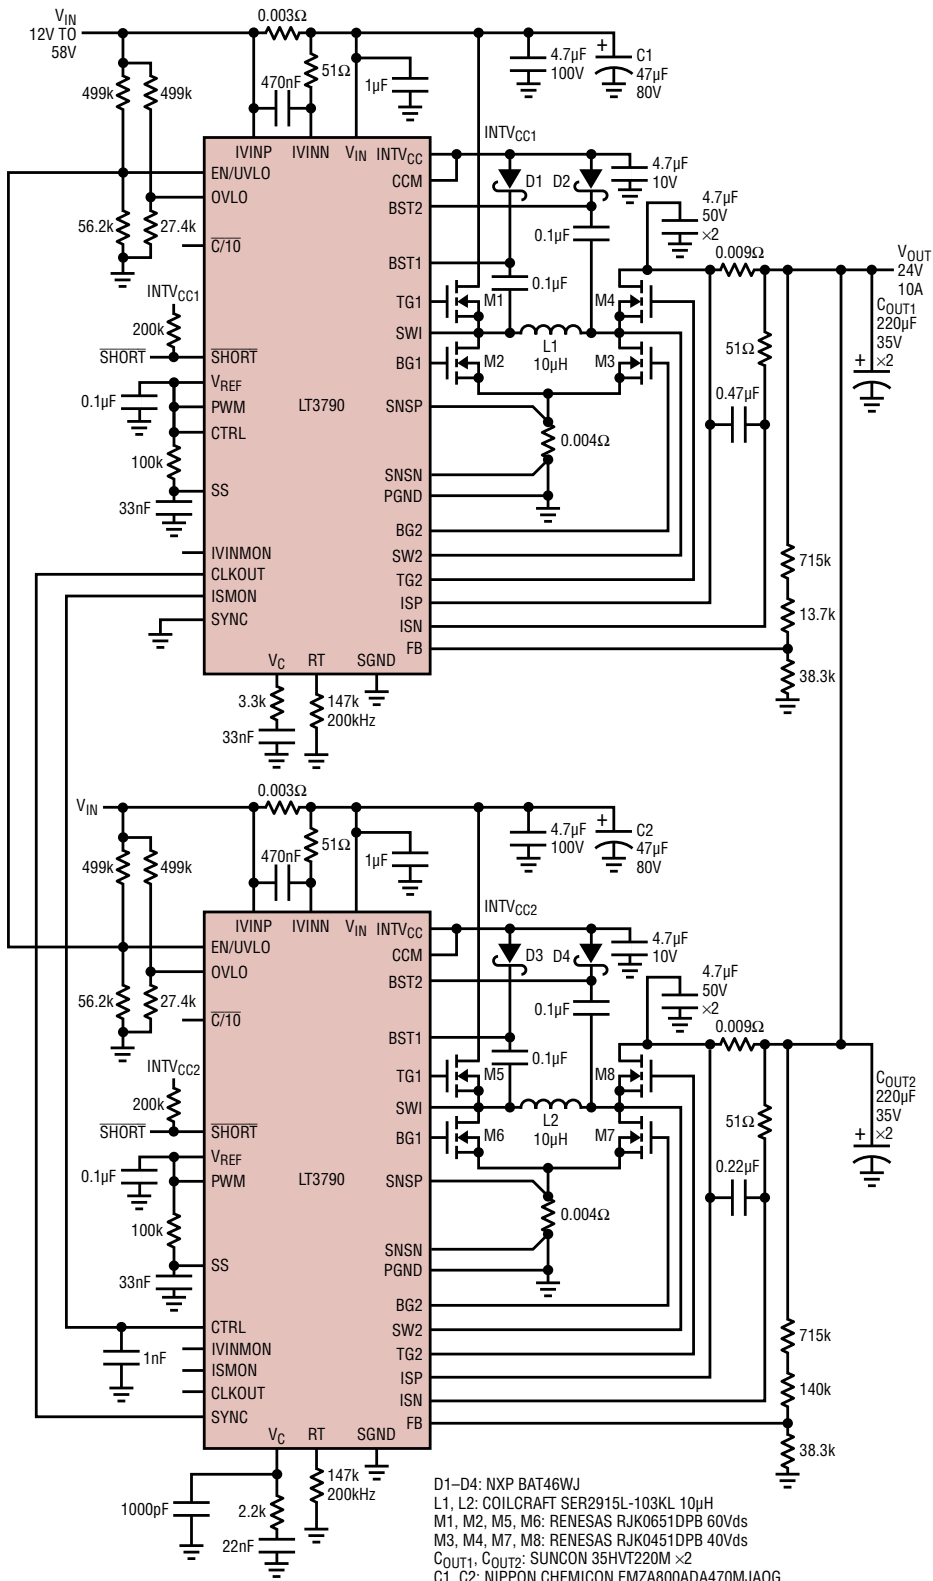 VIN
12V TO
58V
0.003Ω
499k
499k
470nF
51Ω
1µF
4.7µF
100V
+
C1
47µF
80V
INTVCC1
IVINP
IVINN
VIN
INTVCC
EN/UVLO
CCM
OVLO
BST2
D1
D2
4.7µF
10V
4.7µF
50V
×2
56.2k
27.4k
C/10
0.1µF
0.009Ω
VOUT
24V
10A
BST1
0.1µF
INTVCC1
200k
TG1
M1
M4
COUT1
220µF
35V
×2
+
SHORT
SHORT
SWI
L1
10µH
51Ω
BG1
M2
M3
VREF
0.1µF
PWM
LT3790
SNSP
0.47µF
CTRL
0.004Ω
100k
SNSN
SS
PGND
33nF
BG2
IVINMON
SW2
715k
CLKOUT
TG2
ISMON
ISP
13.7k
SYNC
ISN
FB
VC
RT
SGND
38.3k
3.3k
147k
200kHz
33nF
VIN
0.003Ω
499k
499k
470nF
51Ω
1µF
4.7µF
100V
+
C2
47µF
80V
INTVCC2
IVINP
IVINN
VIN
INTVCC
EN/UVLO
CCM
OVLO
BST2
D3
D4
4.7µF
10V
4.7µF
50V
×2
56.2k
27.4k
C/10
0.1µF
0.009Ω
BST1
0.1µF
INTVCC2
200k
TG1
M5
M8
COUT2
220µF
35V
×2
+
SHORT
SHORT
SWI
L2
10µH
51Ω
BG1
M6
M7
VREF
0.1µF
PWM
LT3790
SNSP
0.22µF
0.004Ω
100k
SNSN
SS
PGND
33nF
BG2
CTRL
SW2
715k
1nF
IVINMON
TG2
ISMON
ISP
140k
CLKOUT
ISN
SYNC
FB
VC
RT
SGND
38.3k
147k
200kHz
1000pF
2.2k
22nF
D1–D4: NXP BAT46WJ
L1, L2: COILCRAFT SER2915L-103KL 10µH
M1, M2, M5, M6: RENESAS RJK0651DPB 60Vds
M3, M4, M7, M8: RENESAS RJK0451DPB 40Vds
COUT1, COUT2: SUNCON 35HVT220M ×2
C1, C2: NIPPON CHEMICON EMZA800ADA470MJAOG